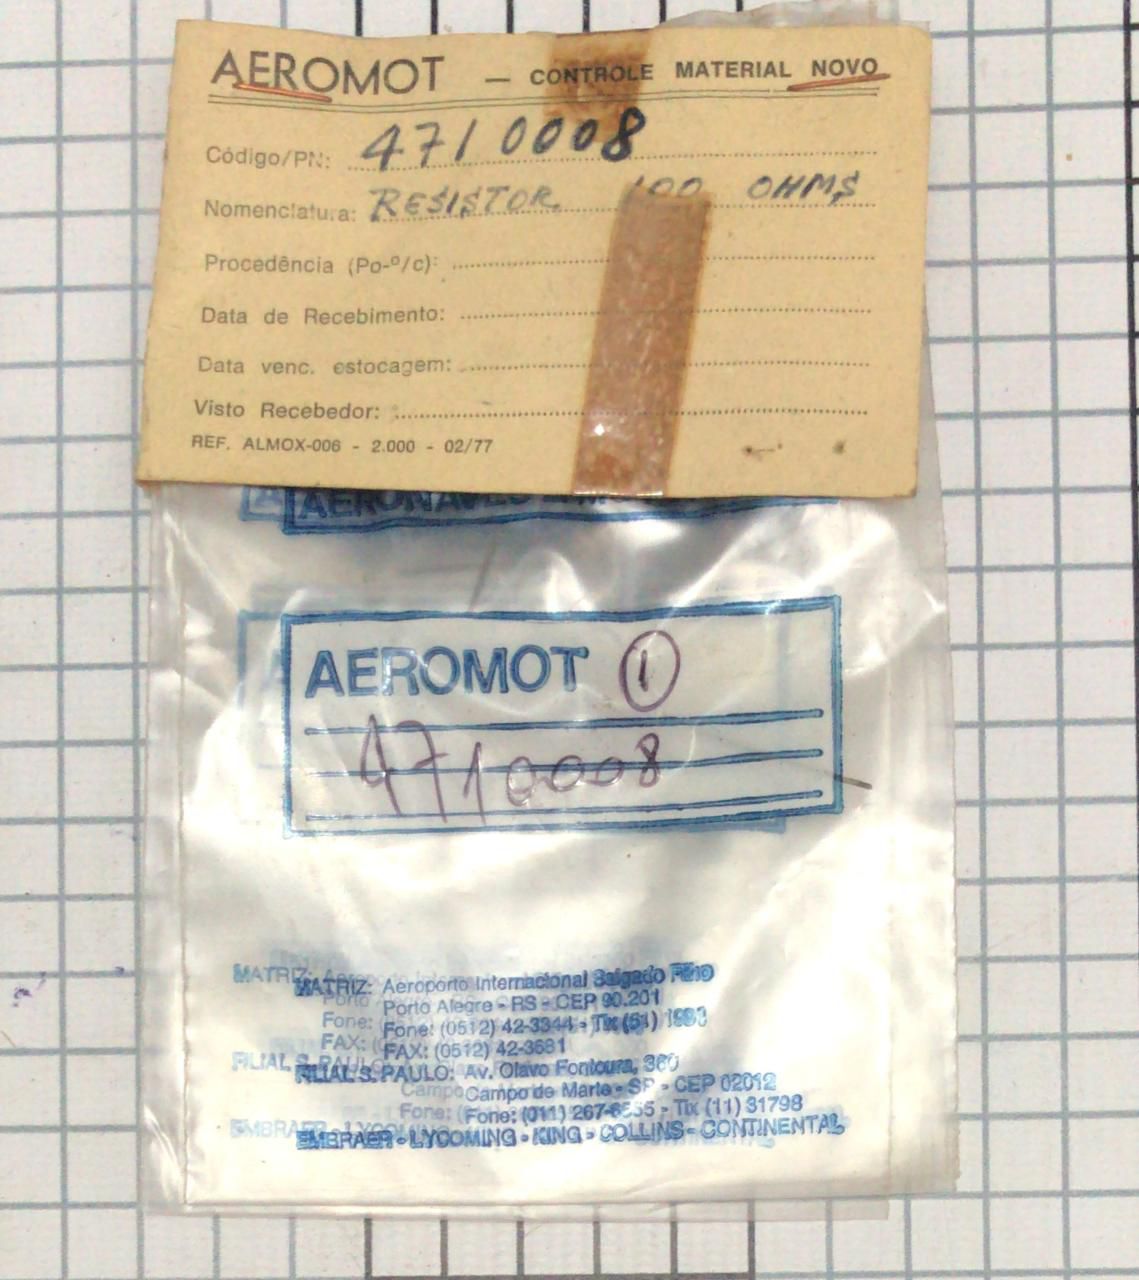 AEROMOT — CONTROLE MATERIAL NOVO
Código/PN: 4710008
Nomenclatura: RESISTOR 100 OHMS
Procedência (Po-º/c):
Data de Recebimento:
Data venc. estocagem:
Visto Recebedor:
REF. ALMOX-006 - 2.000 - 02/77
AERONAVES
AEROMOT 1
4710008
MATRIZ: Aeroporto Internacional Salgado Filho
Porto Alegre - RS - CEP 90.201
Fone: (0512) 42-3344 - Tlx (51) 1993
FAX: (0512) 42-3681
FILIAL S. PAULO: Av. Olavo Fontoura, 360
Campo de Marte - SP - CEP 02012
Fone: (011) 267-6555 - Tlx (11) 31798
EMBRAER - LYCOMING - KING - COLLINS - CONTINENTAL